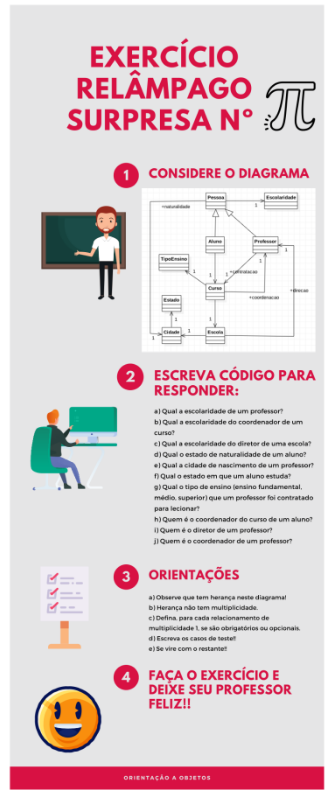 EXERCÍCIO
RELÂMPAGO
SURPRESA Nº
π
1
CONSIDERE O DIAGRAMA
Pessoa
Escolaridade
+naturalidade
1
1
Aluno
Professor
TipoEnsino
1
1
+contratacao
Curso
+direcao
Estado
1
+coordenacao
1
1
1
1
Cidade
Escola
2
ESCREVA CÓDIGO PARA
RESPONDER:
a) Qual a escolaridade de um professor?
b) Qual a escolaridade do coordenador de um
curso?
c) Qual a escolaridade do diretor de uma escola?
d) Qual o estado de naturalidade de um aluno?
e) Qual a cidade de nascimento de um professor?
f) Qual o estado em que um aluno estuda?
g) Qual o tipo de ensino (ensino fundamental,
médio, superior) que um professor foi contratado
para lecionar?
h) Quem é o coordenador do curso de um aluno?
i) Quem é o diretor de um professor?
j) Quem é o coordenador de um professor?
3
ORIENTAÇÕES
a) Observe que tem herança neste diagrama!
b) Herança não tem multiplicidade.
c) Defina, para cada relacionamento de
multiplicidade 1, se são obrigatórios ou opcionais.
d) Escreva os casos de teste!!
e) Se vire com o restante!!
4
FAÇA O EXERCÍCIO E
DEIXE SEU PROFESSOR
FELIZ!!
ORIENTAÇÃO A OBJETOS